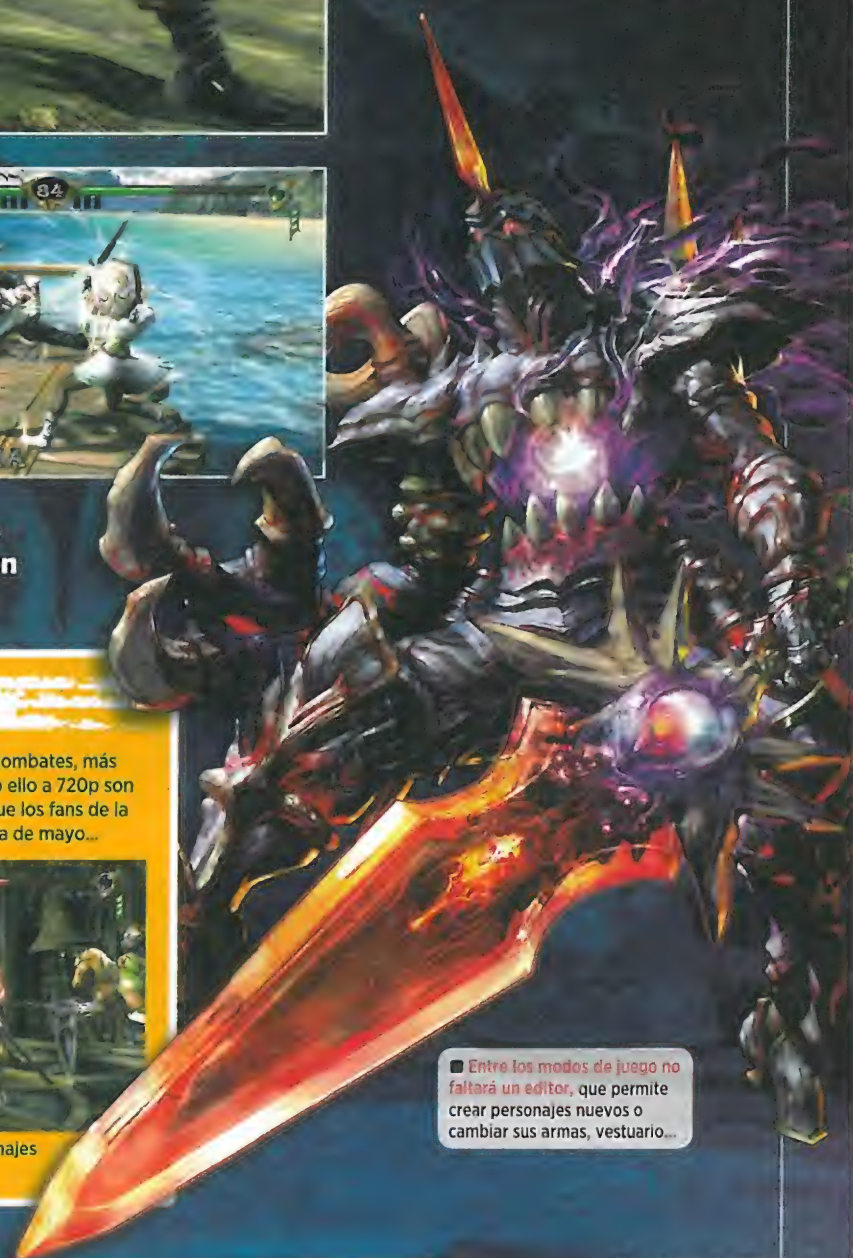 84
n
ombates, más
o ello a 720p son
ue los fans de la
a de mayo...
najes
Entre los modos de juego no
faltará un editor, que permite
crear personajes nuevos o
cambiar sus armas, vestuario...